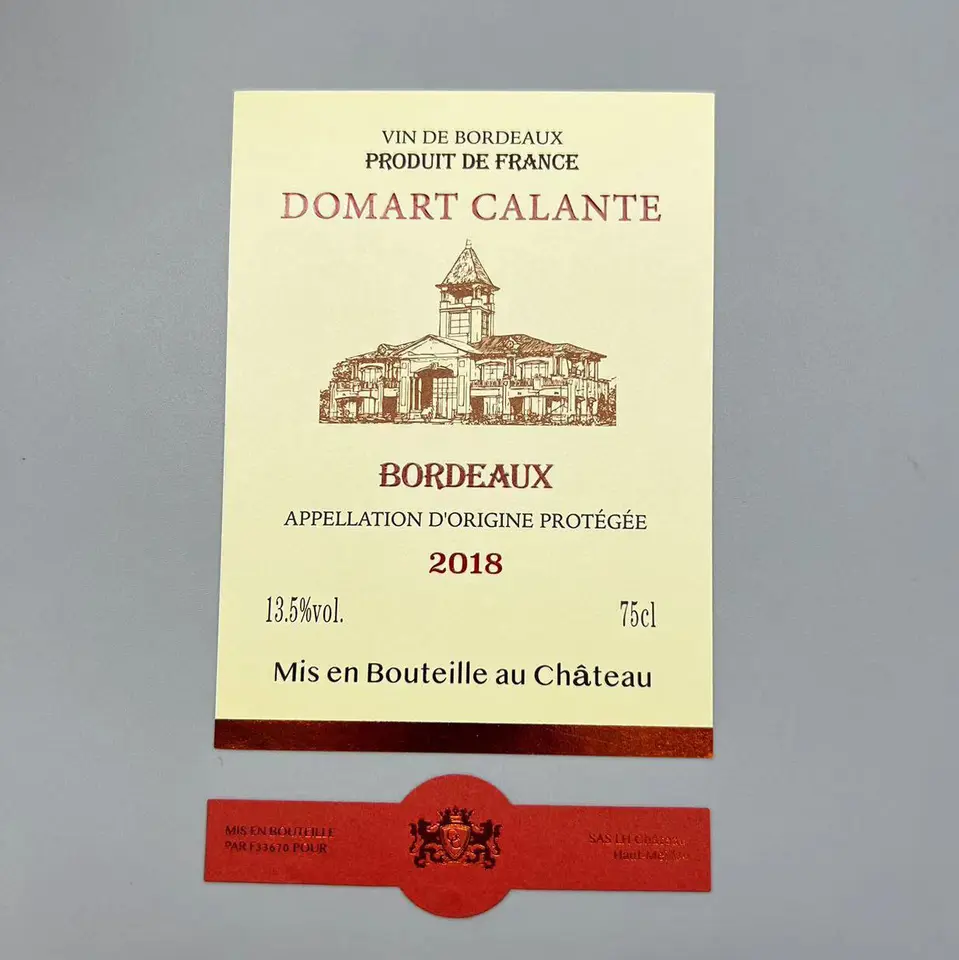 VIN DE BORDEAUX
PRODUIT DE FRANCE
DOMART CALANTE
BORDEAUX
APPELLATION D'ORIGINE PROTÉGÉE
2018
13.5%vol.
75cl
Mis en Bouteille au Château
MIS EN BOUTEILLE
PAR F33670 POUR
SAS LH Château